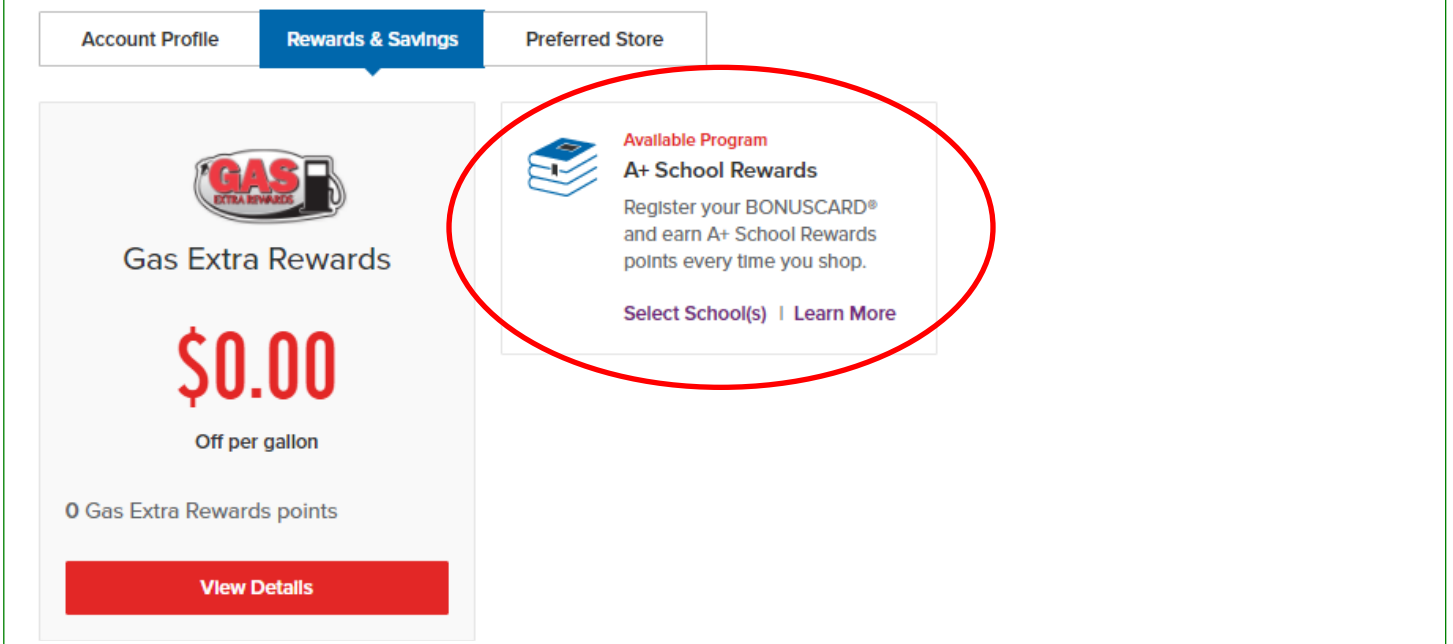 Account Profile
Rewards & Savings
Preferred Store
GAS
EXTRA REWARDS
Gas Extra Rewards
$0.00
Off per gallon
0 Gas Extra Rewards points
View Details
Available Program
A+ School Rewards
Register your BONUSCARD®
and earn A+ School Rewards
points every time you shop.
Select School(s) | Learn More